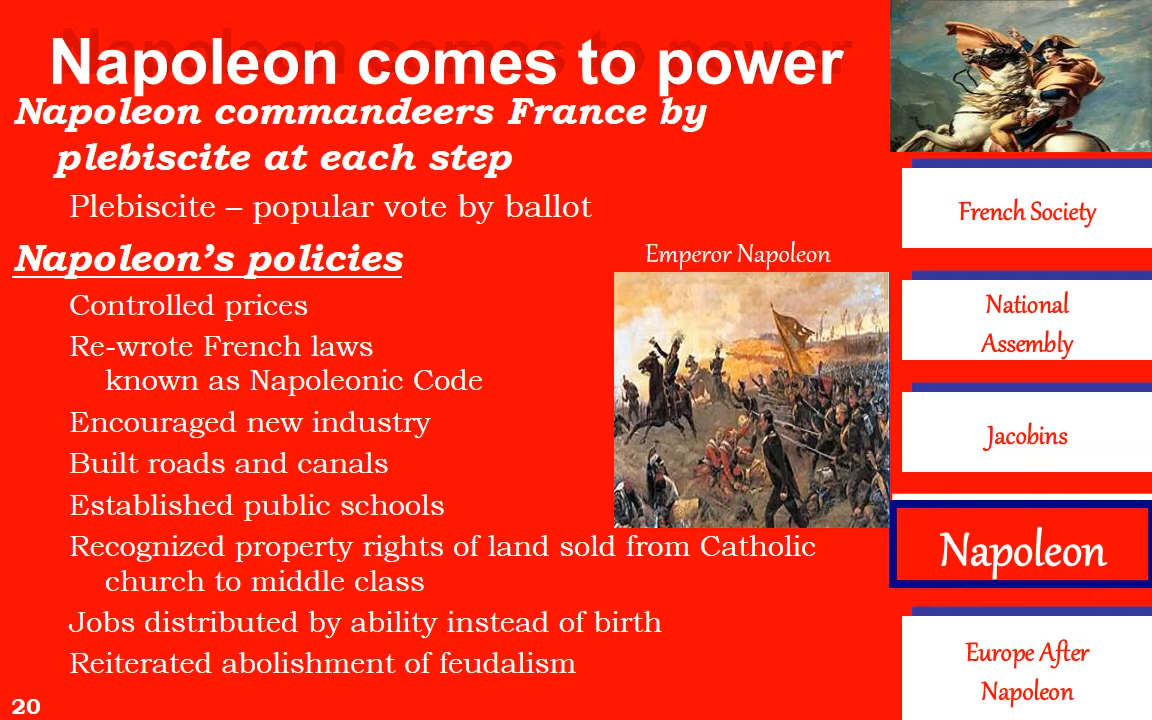 Napoleon comes to power
Napoleon commandeers France by
plebiscite at each step
Plebiscite – popular vote by ballot
Napoleon’s policies
Controlled prices
Re-wrote French laws
known as Napoleonic Code
Encouraged new industry
Built roads and canals
Established public schools
Recognized property rights of land sold from Catholic
church to middle class
Jobs distributed by ability instead of birth
Reiterated abolishment of feudalism
20
Emperor Napoleon
French Society
National
Assembly
Jacobins
Napoleon
Europe After
Napoleon